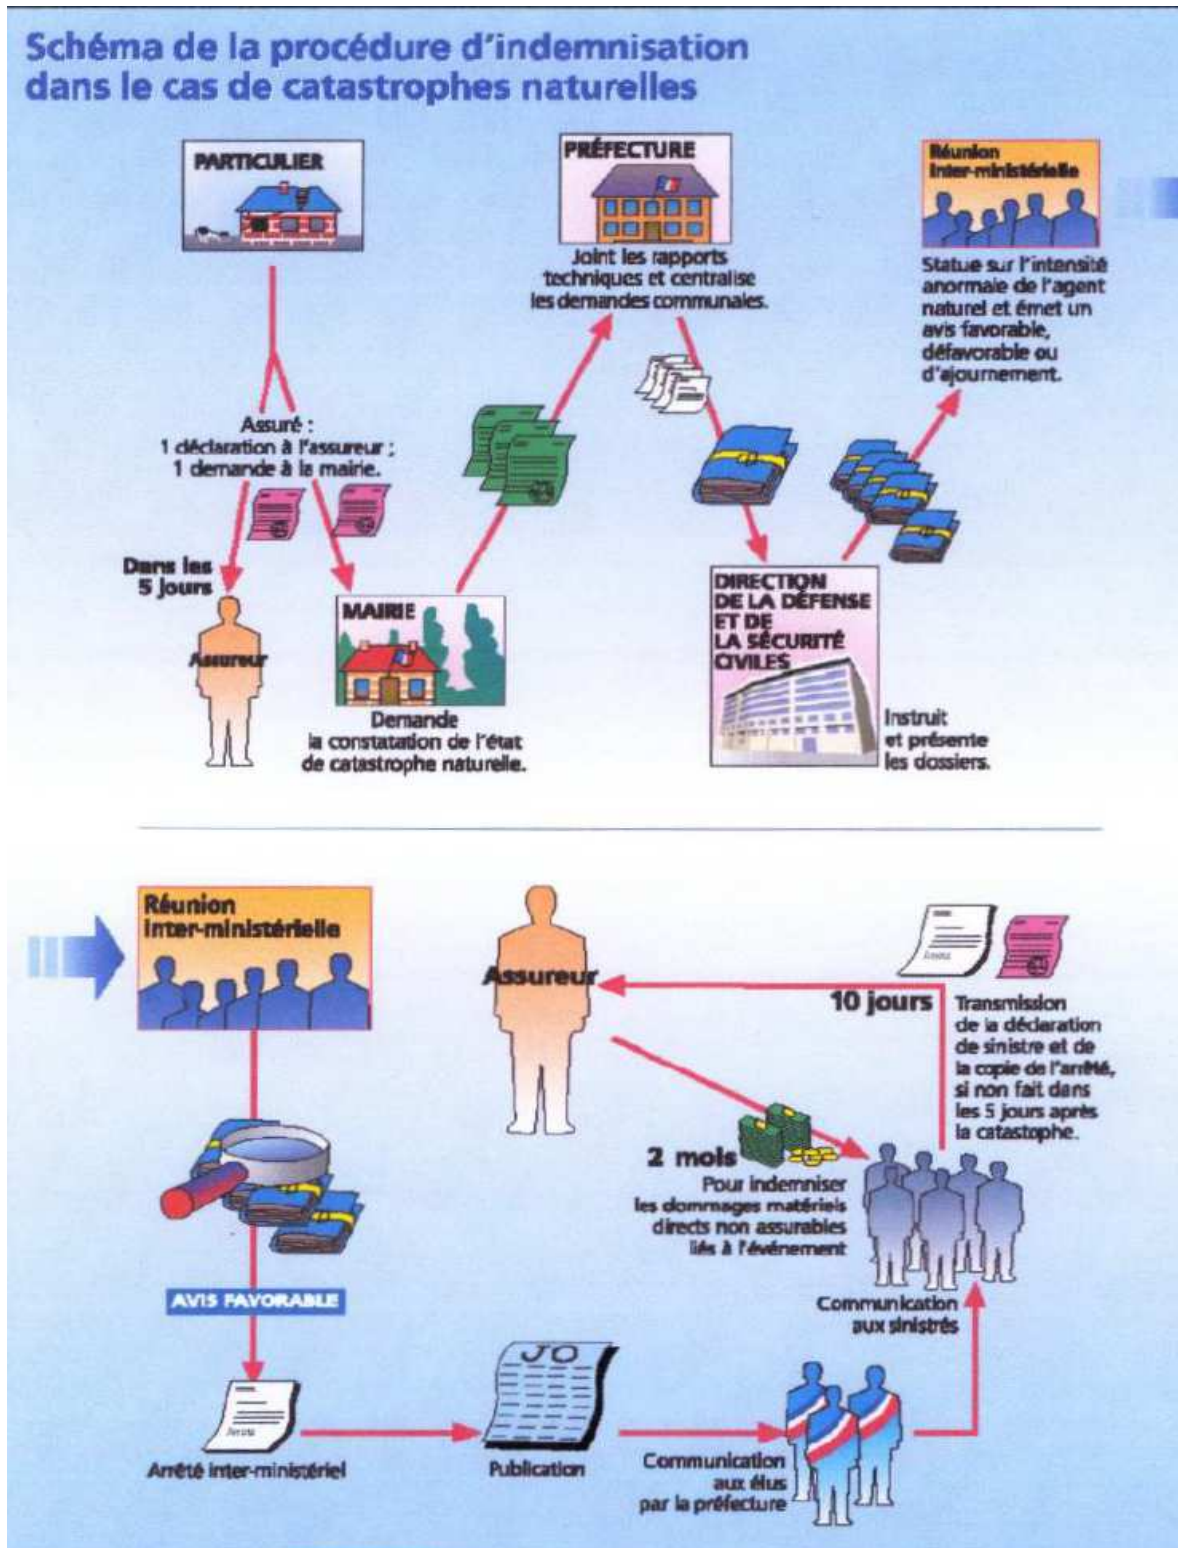 Schéma de la procédure d'indemnisation
dans le cas de catastrophes naturelles
PARTICULIER
PRÉFECTURE
Réunion
Inter-ministérielle
Joint les rapports
techniques et centralise
les demandes communales.
Statue sur l'intensité
anormale de l'agent
naturel et émet un
avis favorable,
défavorable ou
d'ajournement.
Assuré :
1 déclaration à l'assureur ;
1 demande à la mairie.
Dans les
5 jours
Assureur
MAIRIE
Demande
la constatation de l'état
de catastrophe naturelle.
DIRECTION
DE LA DÉFENSE
ET DE
LA SÉCURITÉ
CIVILES
Instruit
et présente
les dossiers.
Réunion
Inter-ministérielle
Assureur
10 jours
Transmission
de la déclaration
de sinistre et de
la copie de l'arrêté,
si non fait dans
les 5 jours après
la catastrophe.
2 mois
Pour indemniser
les dommages matériels
directs non assurables
liés à l'événement
AVIS FAVORABLE
Communication
aux sinistrés
JO
Arrêté inter-ministériel
Publication
Communication
aux élus
par la préfecture